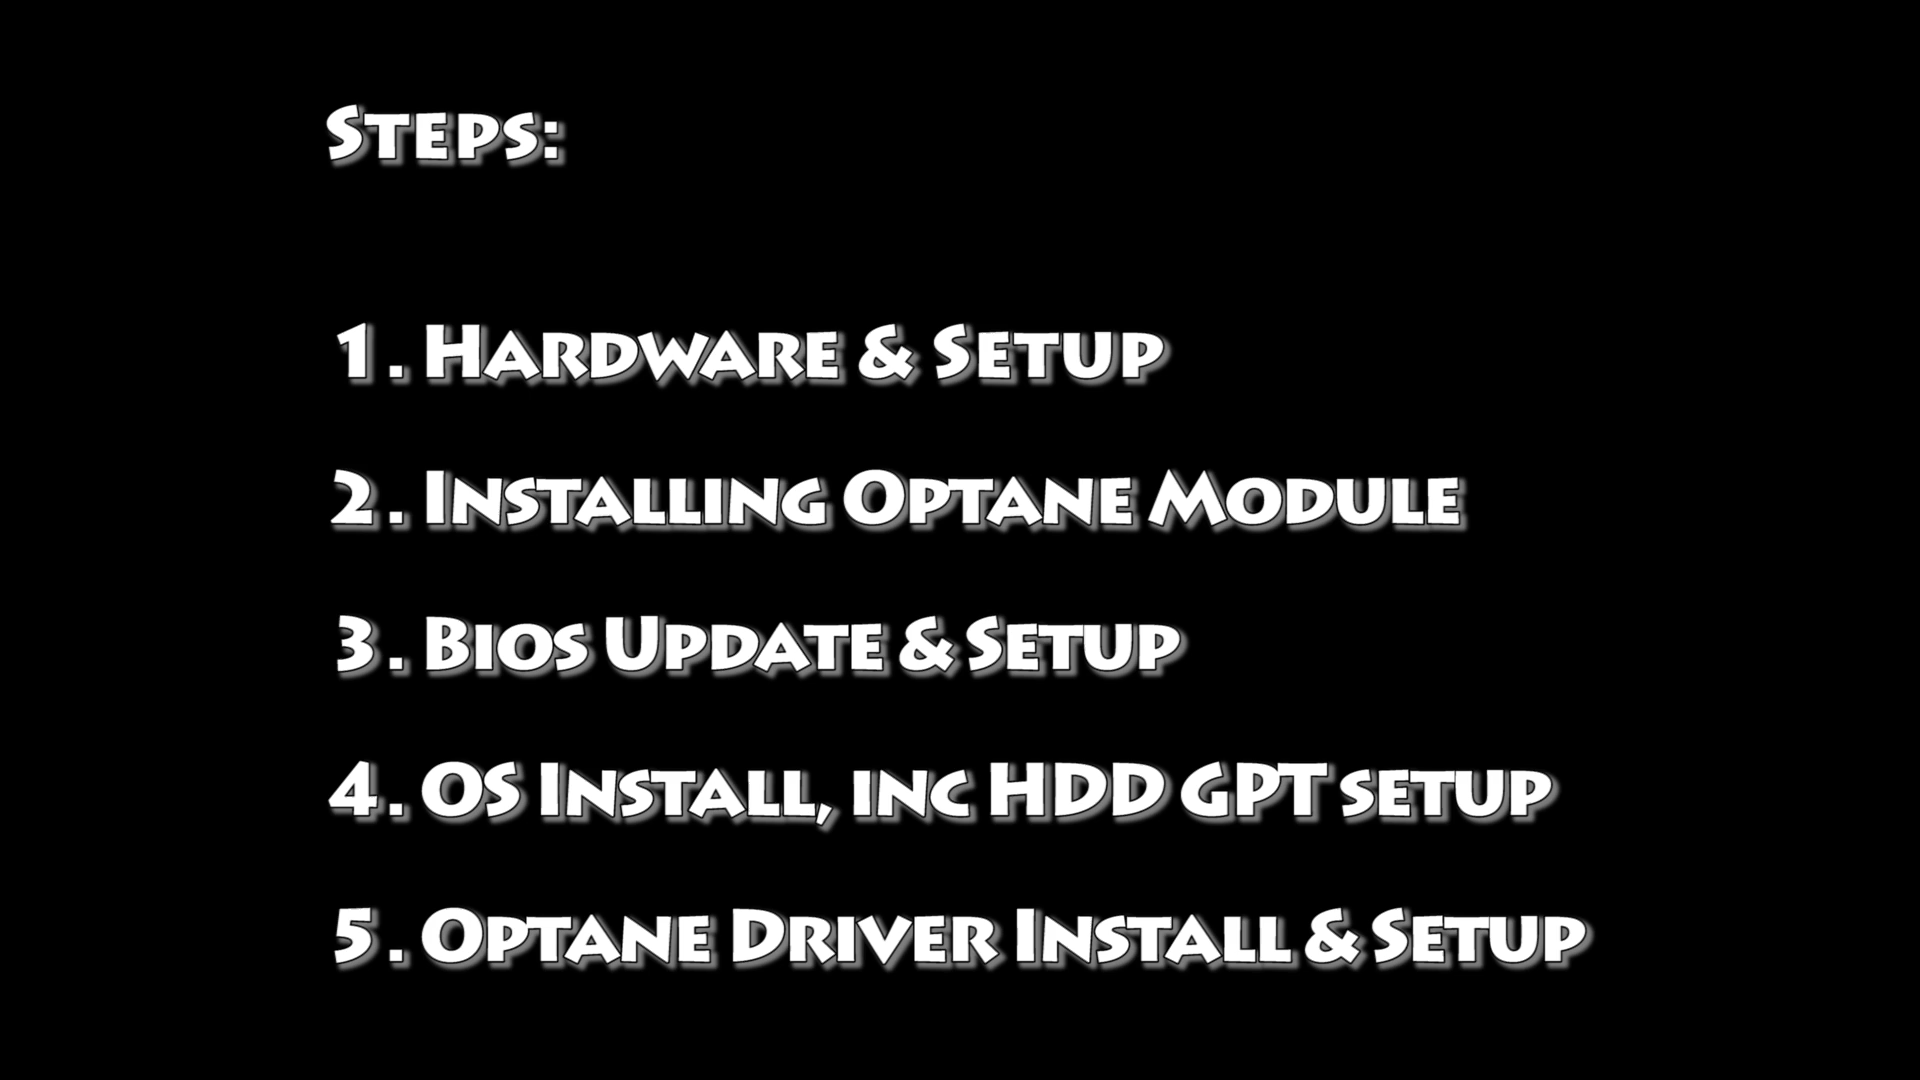 Steps:
1. Hardware & Setup
2. Installing Optane Module
3. Bios Update & Setup
4. OS Install, inc HDD GPT setup
5. Optane Driver Install & Setup